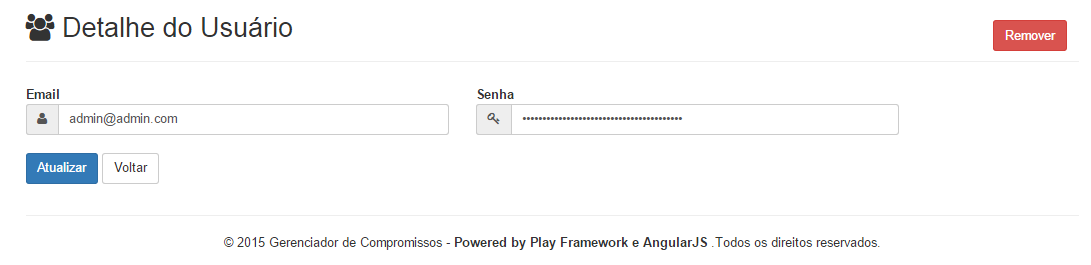 Detalhe do Usuário
Remover
Email
Senha
admin@admin.com
••••••••••••••••••••••••••••••••••••••••
Atualizar
Voltar
© 2015 Gerenciador de Compromissos - Powered by Play Framework e AngularJS .Todos os direitos reservados.